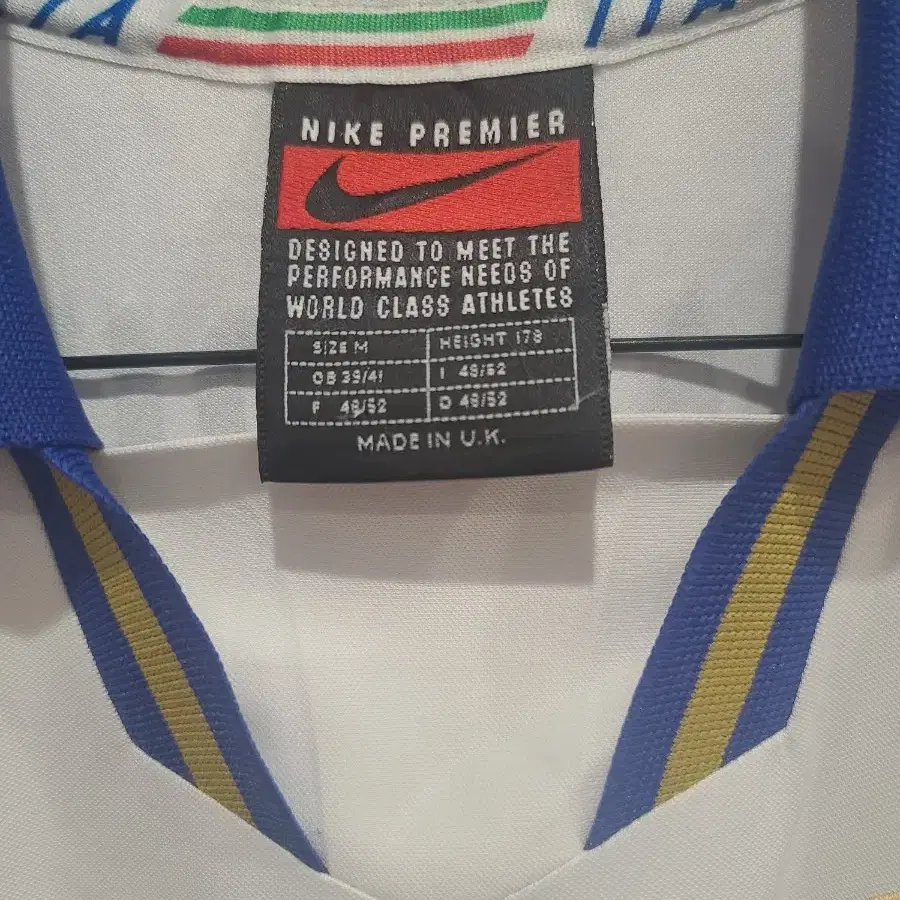 ITA
NIKE PREMIER
DESIGNED TO MEET THE
PERFORMANCE NEEDS OF
WORLD CLASS ATHLETES
SIZE M HEIGHT 178
GB 39/41 I 48/52
F 48/52 D 48/52
MADE IN U.K.